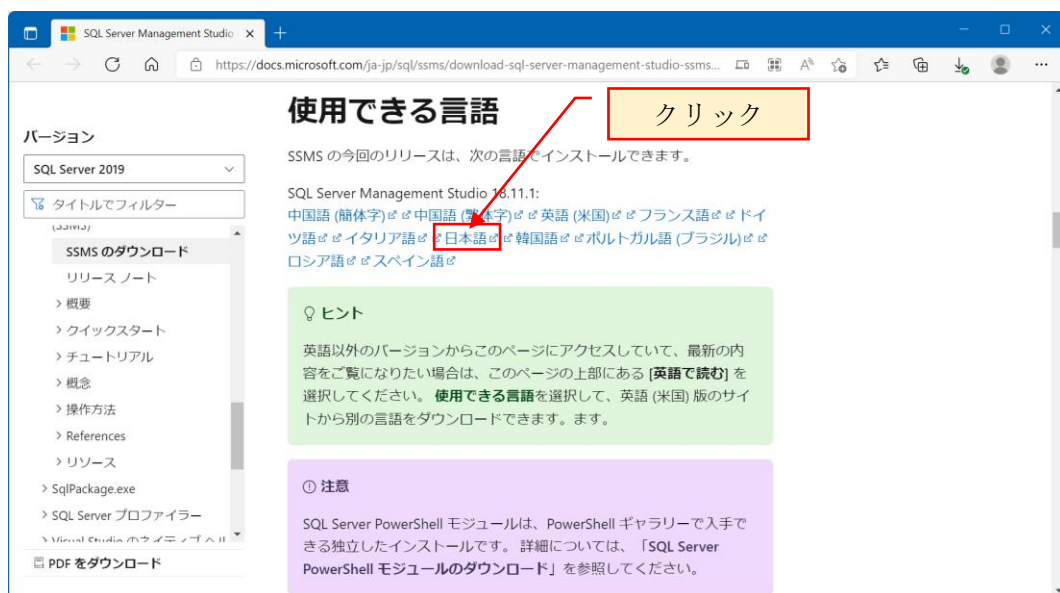 SQL Server Management Studio
https://docs.microsoft.com/ja-jp/sql/ssms/download-sql-server-management-studio-ssms...
バージョン
SQL Server 2019
タイトルでフィルター
(SSMS)
SSMS のダウンロード
リリース ノート
概要
クイックスタート
チュートリアル
概念
操作方法
References
リソース
SqlPackage.exe
SQL Server プロファイラー
Visual Studio のネイティブ ヘル
PDF をダウンロード
使用できる言語
クリック
SSMS の今回のリリースは、次の言語でインストールできます。
SQL Server Management Studio 18.11.1:
中国語 (簡体字) 中国語 (繁体字) 英語 (米国) フランス語 ドイ
ツ語 イタリア語 日本語 韓国語 ポルトガル語 (ブラジル)
ロシア語 スペイン語
ヒント
英語以外のバージョンからこのページにアクセスしていて、最新の内
容をご覧になりたい場合は、このページの上部にある [英語で読む] を
選択してください。 使用できる言語を選択して、英語 (米国) 版のサイ
トから別の言語をダウンロードできます。ます。
注意
SQL Server PowerShell モジュールは、PowerShell ギャラリーで入手で
きる独立したインストールです。 詳細については、「SQL Server
PowerShell モジュールのダウンロード」を参照してください。